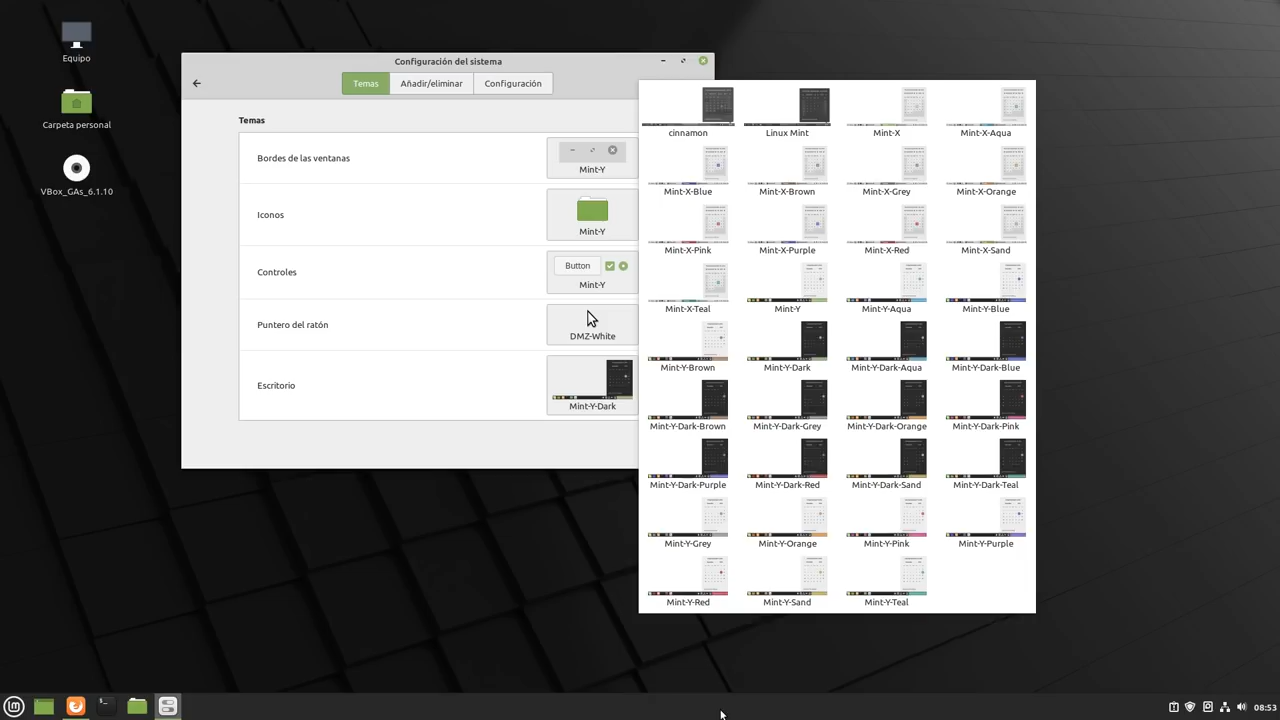 Equipo
Carpeta personal
VBox_GAs_6.1.10
Configuración del sistema
Temas
Añadir/eliminar
Configuración
Temas
Bordes de las ventanas
Mint-Y
Iconos
Mint-Y
Controles
Button
Mint-Y
Puntero del ratón
DMZ-White
Escritorio
Mint-Y-Dark
cinnamon
Linux Mint
Mint-X
Mint-X-Aqua
Mint-X-Blue
Mint-X-Brown
Mint-X-Grey
Mint-X-Orange
Mint-X-Pink
Mint-X-Purple
Mint-X-Red
Mint-X-Sand
Mint-X-Teal
Mint-Y
Mint-Y-Aqua
Mint-Y-Blue
Mint-Y-Brown
Mint-Y-Dark
Mint-Y-Dark-Aqua
Mint-Y-Dark-Blue
Mint-Y-Dark-Brown
Mint-Y-Dark-Grey
Mint-Y-Dark-Orange
Mint-Y-Dark-Pink
Mint-Y-Dark-Purple
Mint-Y-Dark-Red
Mint-Y-Dark-Sand
Mint-Y-Dark-Teal
Mint-Y-Grey
Mint-Y-Orange
Mint-Y-Pink
Mint-Y-Purple
Mint-Y-Red
Mint-Y-Sand
Mint-Y-Teal
08:53